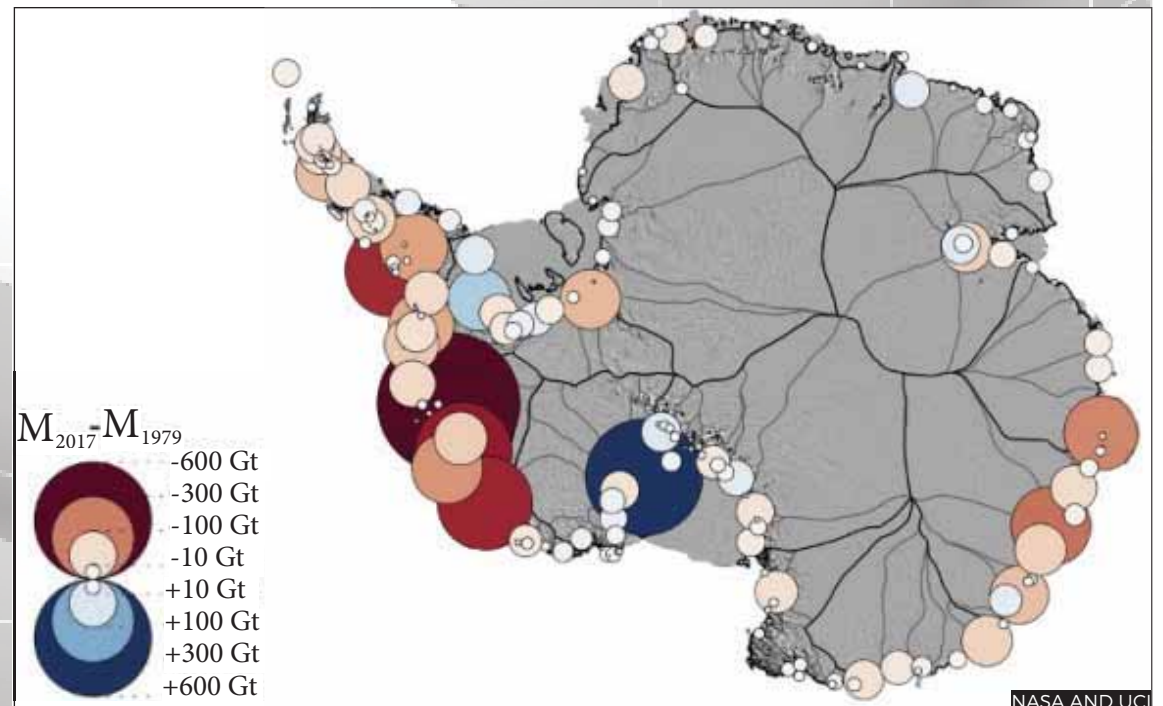 M2017-M1979
-600 Gt
-300 Gt
-100 Gt
-10 Gt
+10 Gt
+100 Gt
+300 Gt
+600 Gt
NASA AND UCI